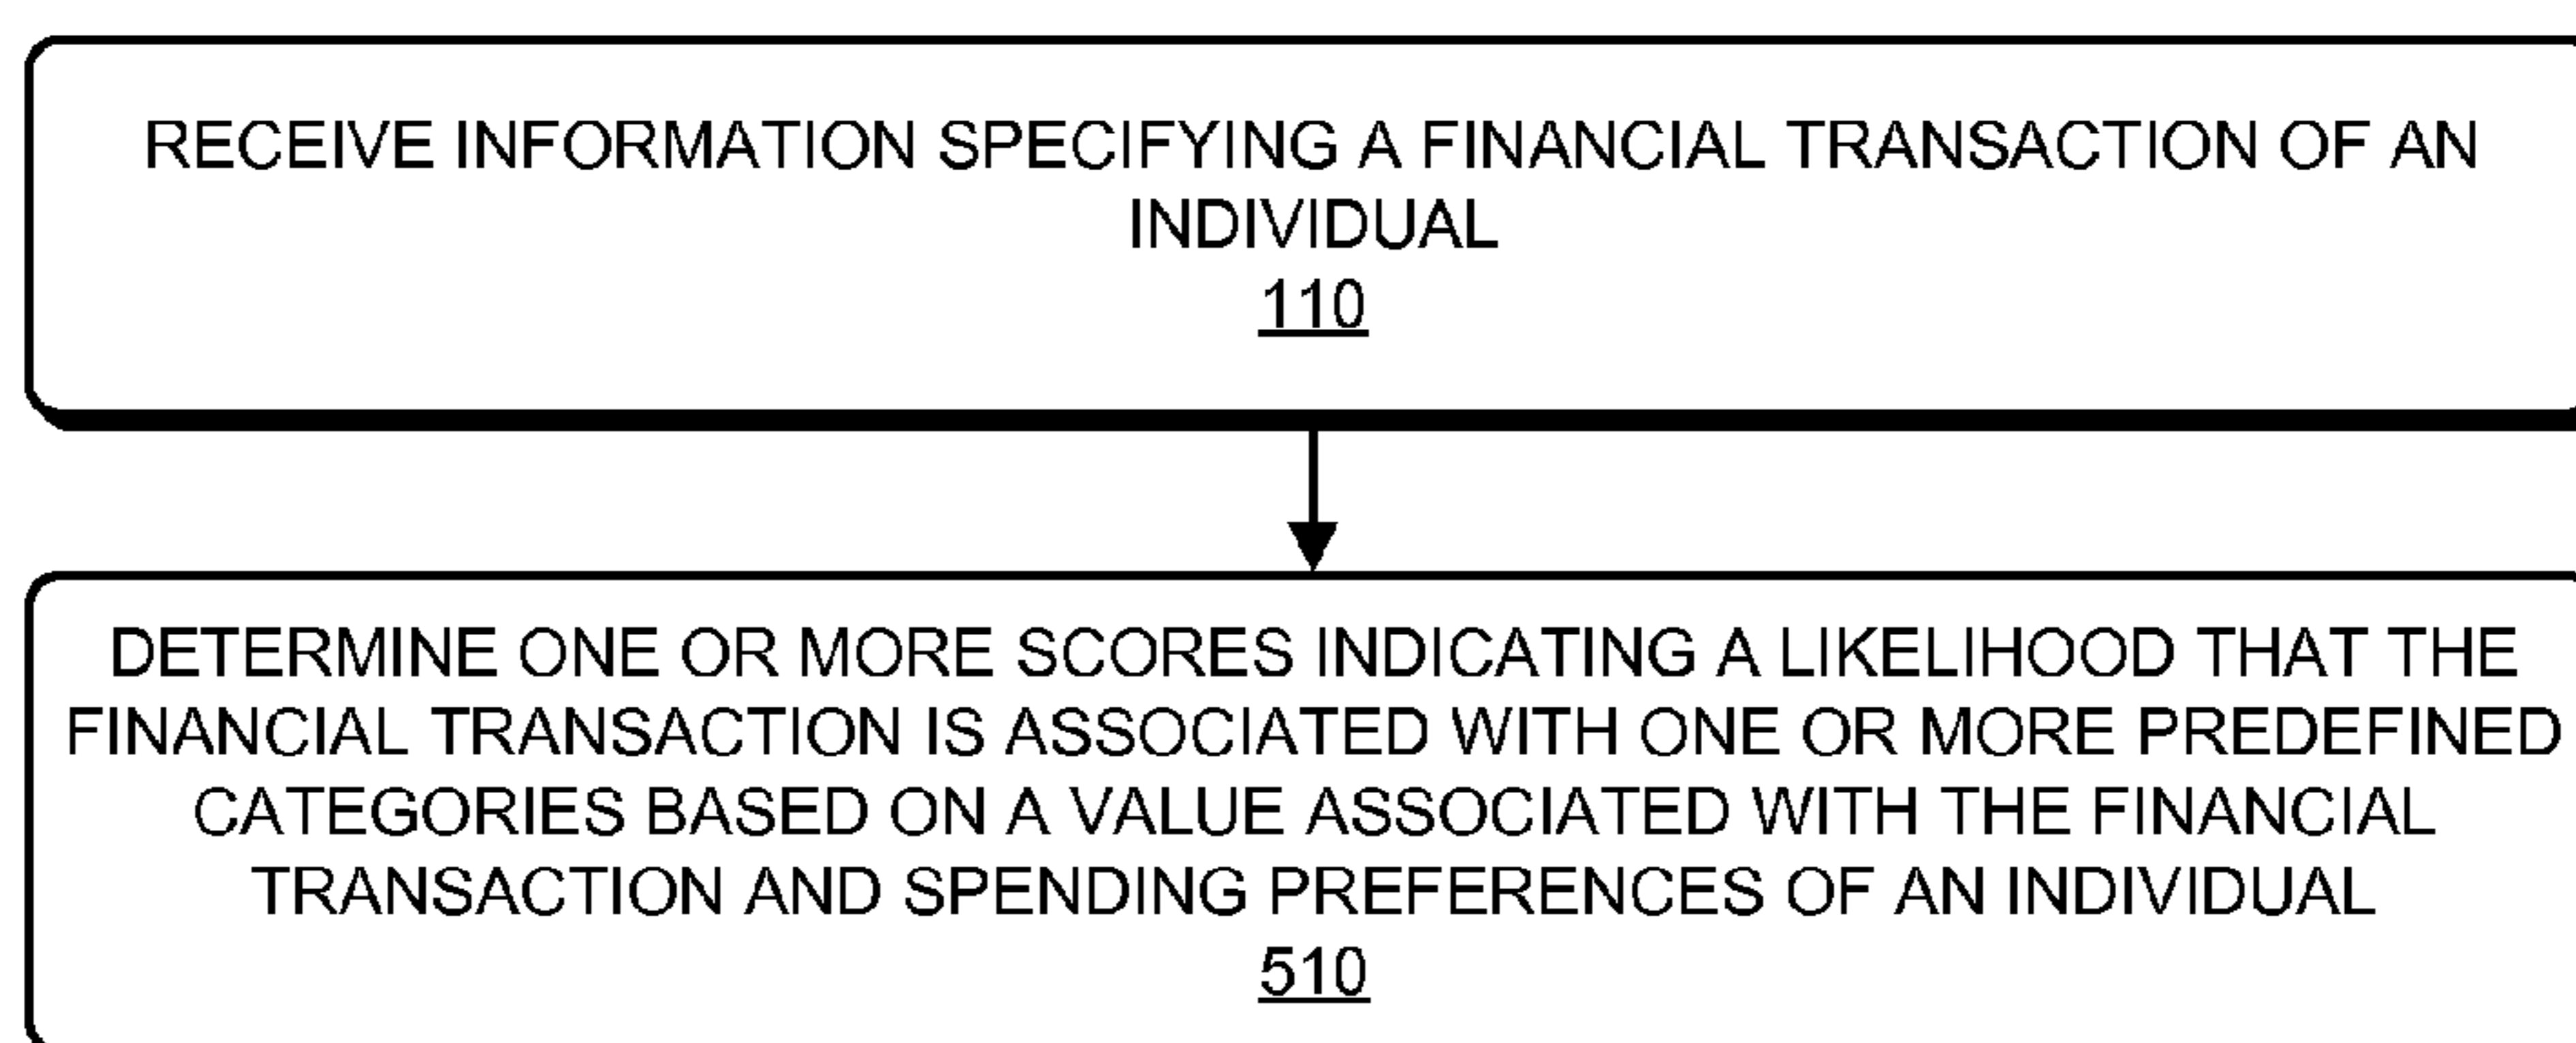 RECEIVE INFORMATION SPECIFYING A FINANCIAL TRANSACTION OF AN
INDIVIDUAL
110
DETERMINE ONE OR MORE SCORES INDICATING A LIKELIHOOD THAT THE
FINANCIAL TRANSACTION IS ASSOCIATED WITH ONE OR MORE PREDEFINED
CATEGORIES BASED ON A VALUE ASSOCIATED WITH THE FINANCIAL
TRANSACTION AND SPENDING PREFERENCES OF AN INDIVIDUAL
510